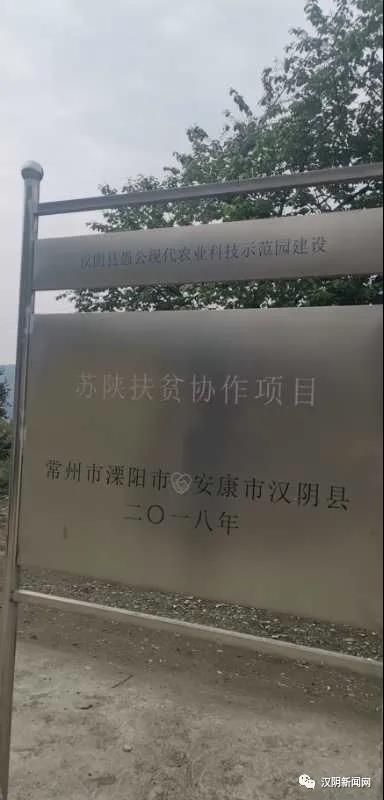 汉阴县愚公现代农业科技示范园建设
苏陕扶贫协作项目
常州市溧阳市安康市汉阴县
二〇一八年
汉阴新闻网